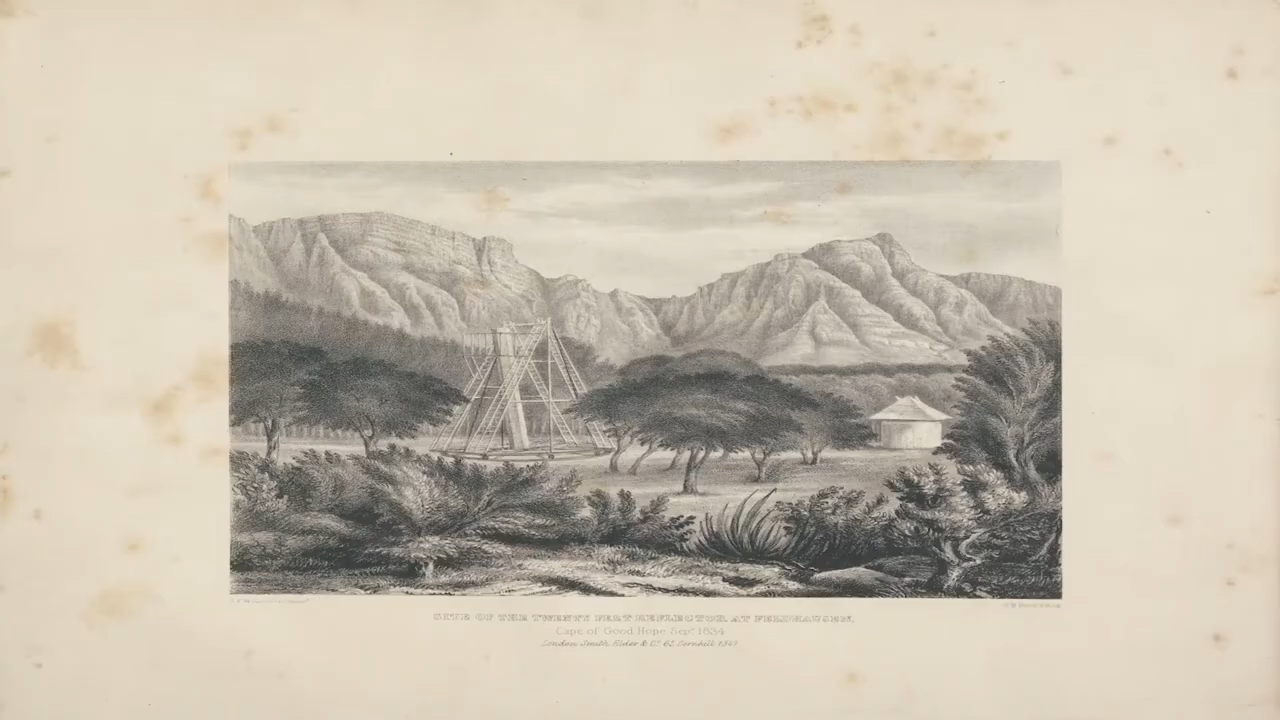 SITE OF THE TWENTY FEET REFLECTOR AT FELDHAUSEN,
Cape of Good Hope Sepr. 1834
London, Smith, Elder & Co. 65, Cornhill 1847